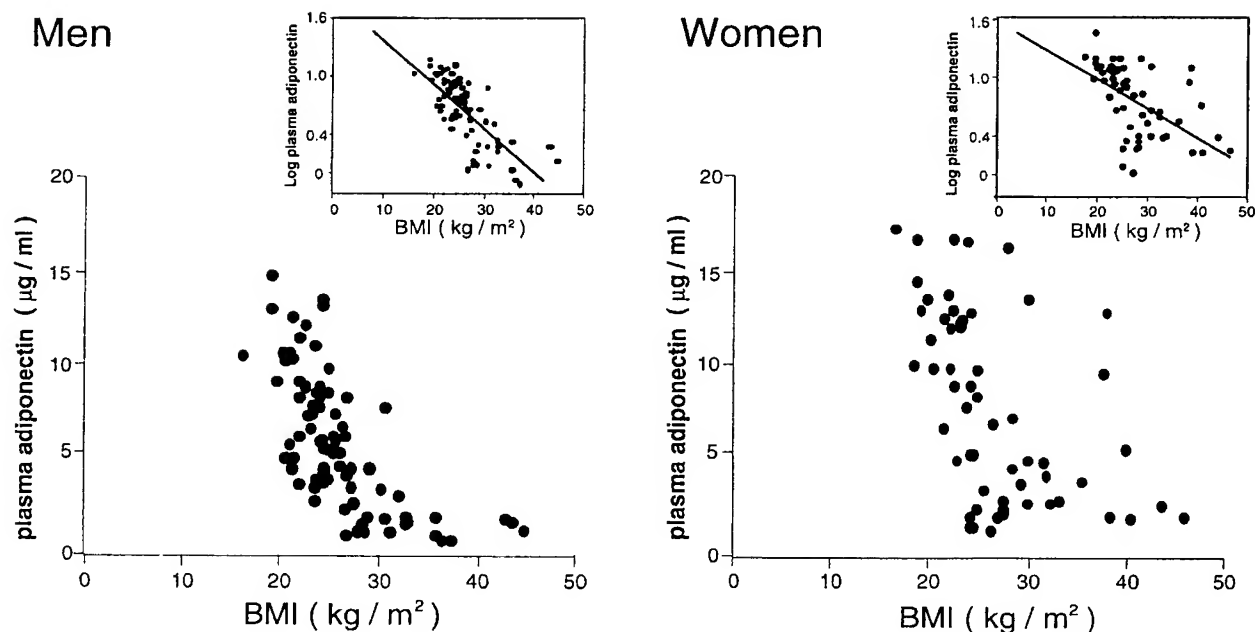 Men
1.6
1.0
0.4
0
Log plasma adiponectin
0 10 20 30 40 50
BMI ( kg / m²)
20
15
10
5
0
plasma adiponectin ( μg / ml )
0 10 20 30 40 50
BMI ( kg / m² )
Women
1.6
1.0
0.4
0
Log plasma adiponectin
0 10 20 30 40 50
BMI ( kg / m²)
20
15
10
5
0
plasma adiponectin ( μg / ml )
0 10 20 30 40 50
BMI ( kg / m² )